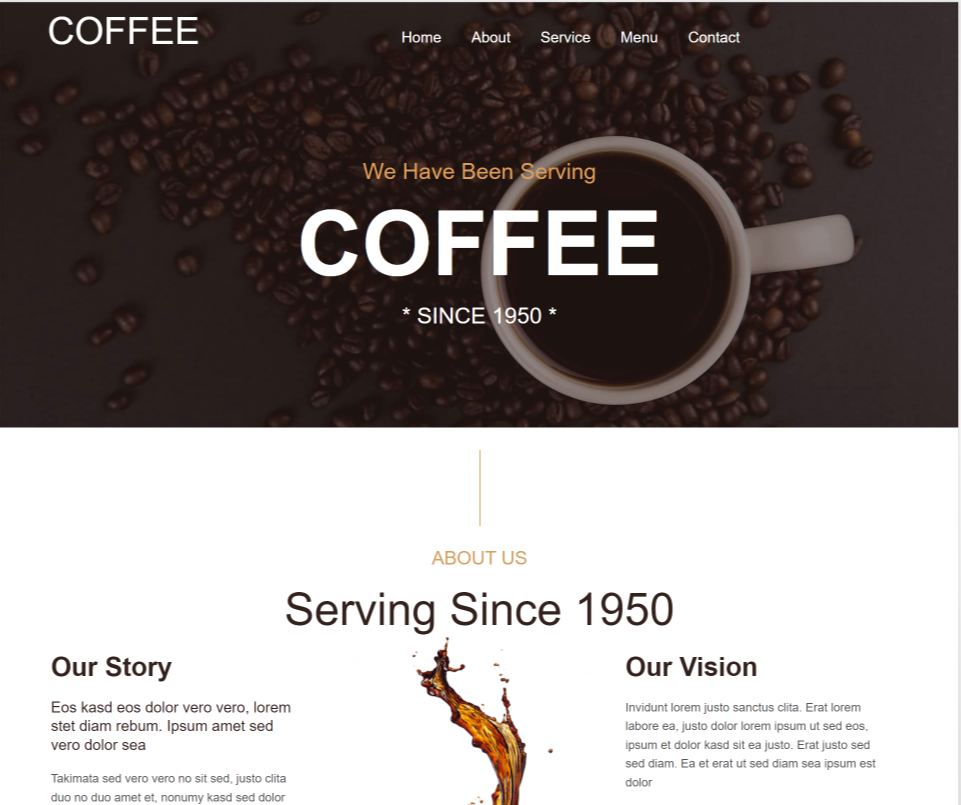 COFFEE
Home About Service Menu Contact
We Have Been Serving
COFFEE
* SINCE 1950 *
ABOUT US
Serving Since 1950
Our Story
Eos kasd eos dolor vero vero, lorem
stet diam rebum. Ipsum amet sed
vero dolor sea
Takimata sed vero vero no sit sed, justo clita
duo no duo amet et, nonumy kasd sed dolor
Our Vision
Invidunt lorem justo sanctus clita. Erat lorem
labore ea, justo dolor lorem ipsum ut sed eos,
ipsum et dolor kasd sit ea justo. Erat justo sed
sed diam. Ea et erat ut sed diam sea ipsum est
dolor